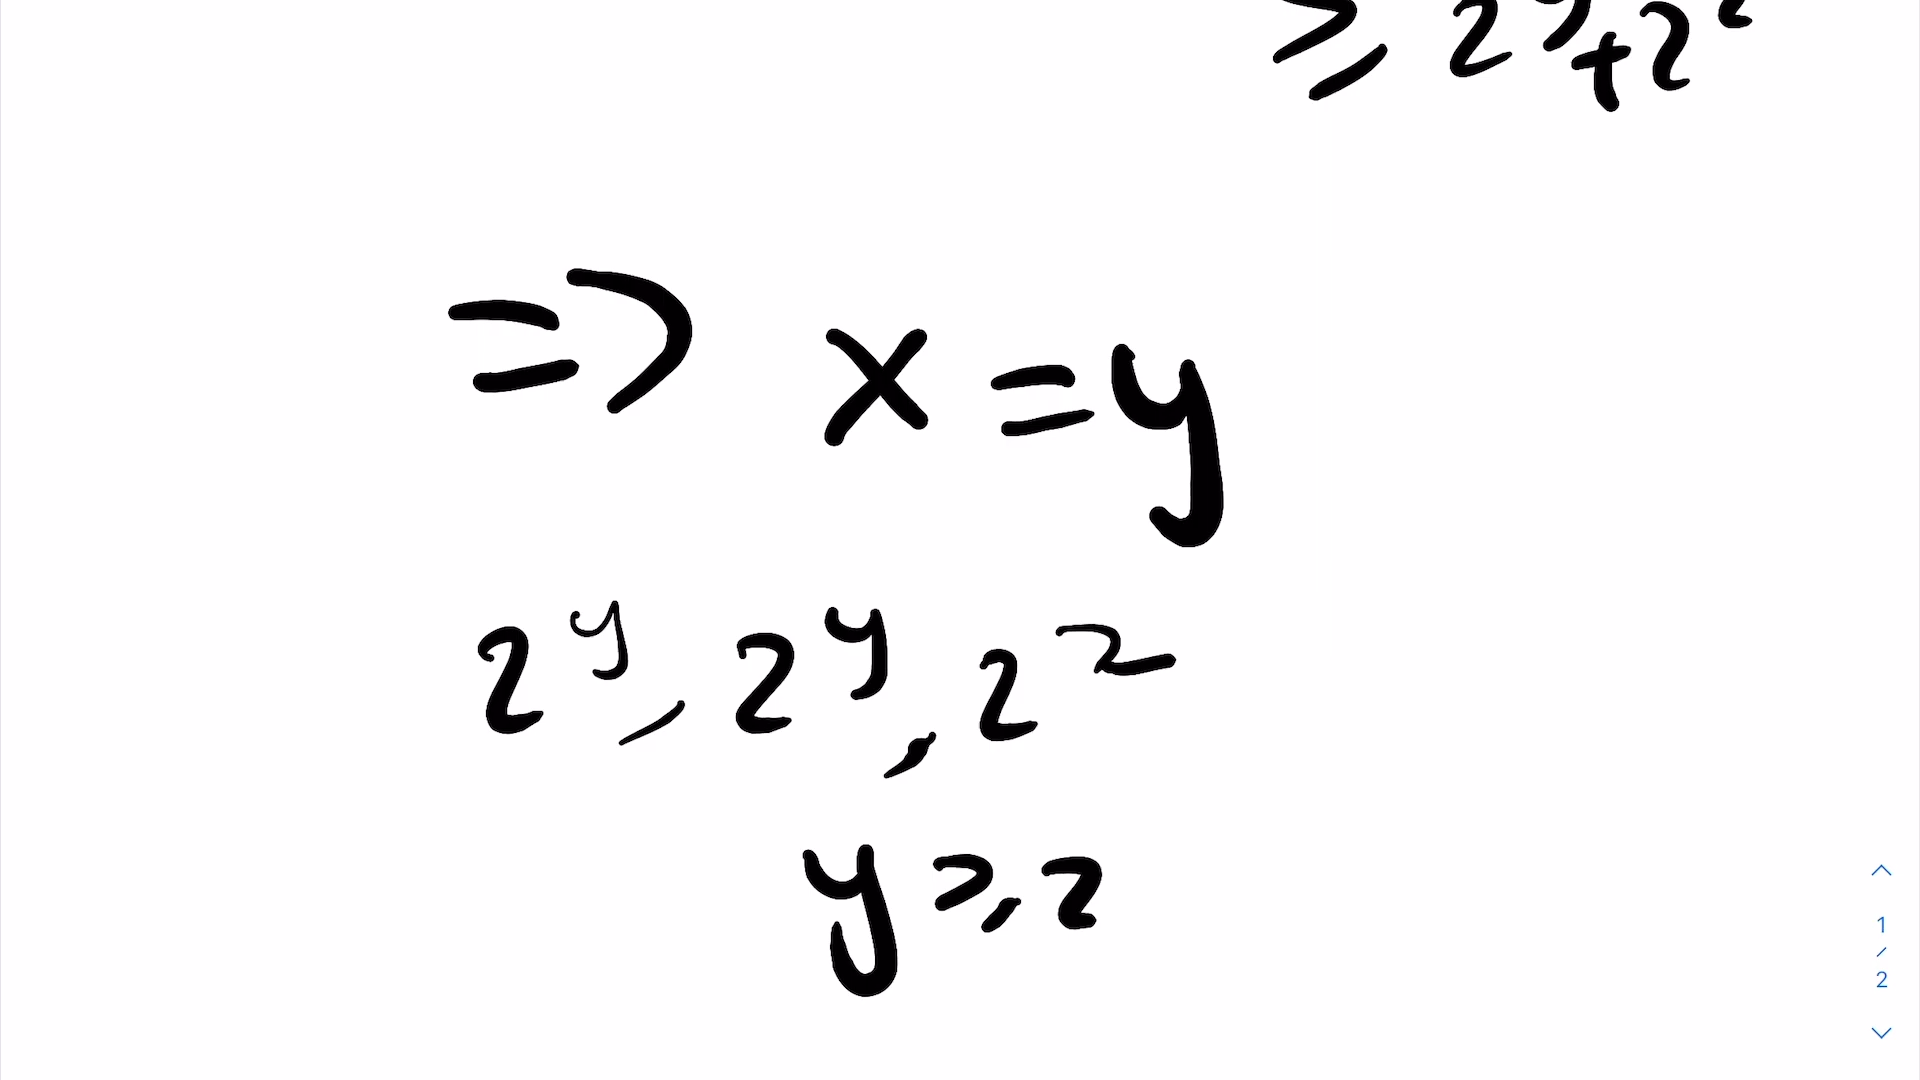 ≥ 2^y + 2^z
=> x = y
2^y, 2^y, 2^z
y ≥ z
1
/
2